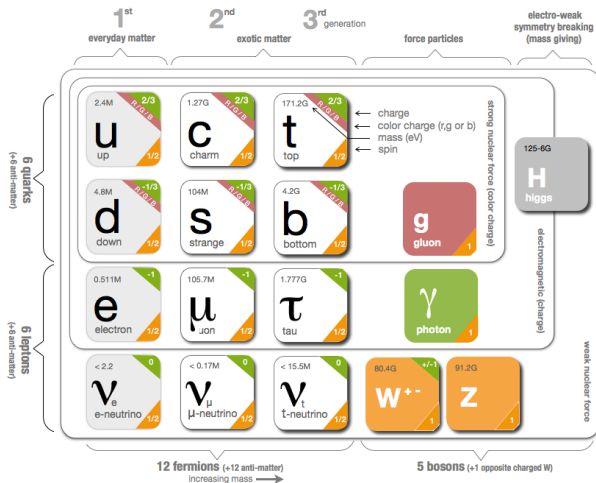 1st
2nd
3rd
generation
everyday matter
exotic matter
force particles
electro-weak
symmetry breaking
(mass giving)
6 quarks
(+6 anti-matter)
2.4M
2/3
R/G/B
u
up
1/2
1.27G
2/3
R/G/B
c
charm
1/2
171.2G
2/3
R/G/B
t
top
1/2
charge
color charge (r,g or b)
mass (eV)
spin
strong nuclear force (color charge)
125-6G
H
higgs
4.8M
-1/3
R/G/B
d
down
1/2
104M
-1/3
R/G/B
s
strange
1/2
4.2G
-1/3
R/G/B
b
bottom
1/2
g
gluon
1
electromagnetic (charge)
6 leptons
(+6 anti-matter)
0.511M
-1
e
electron
1/2
105.7M
-1
μ
uon
1/2
1.777G
-1
τ
tau
1/2
γ
photon
1
weak nuclear force
< 2.2
0
νe
e-neutrino
1/2
< 0.17M
0
νμ
μ-neutrino
1/2
< 15.5M
0
νt
t-neutrino
1/2
80.4G
+/-1
W+-
1
91.2G
Z
1
12 fermions (+12 anti-matter)
increasing mass
5 bosons (+1 opposite charged W)